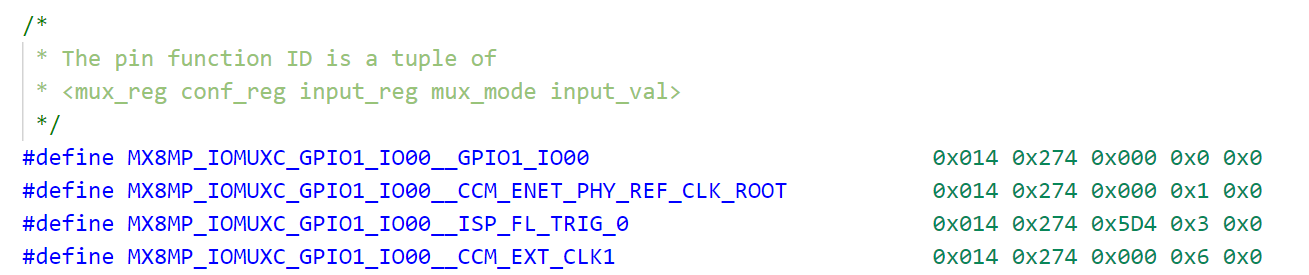 /*
 * The pin function ID is a tuple of
 * <mux_reg conf_reg input_reg mux_mode input_val>
 */
#define MX8MP_IOMUXC_GPIO1_IO00__GPIO1_IO00 0x014 0x274 0x000 0x0 0x0
#define MX8MP_IOMUXC_GPIO1_IO00__CCM_ENET_PHY_REF_CLK_ROOT 0x014 0x274 0x000 0x1 0x0
#define MX8MP_IOMUXC_GPIO1_IO00__ISP_FL_TRIG_0 0x014 0x274 0x5D4 0x3 0x0
#define MX8MP_IOMUXC_GPIO1_IO00__CCM_EXT_CLK1 0x014 0x274 0x000 0x6 0x0